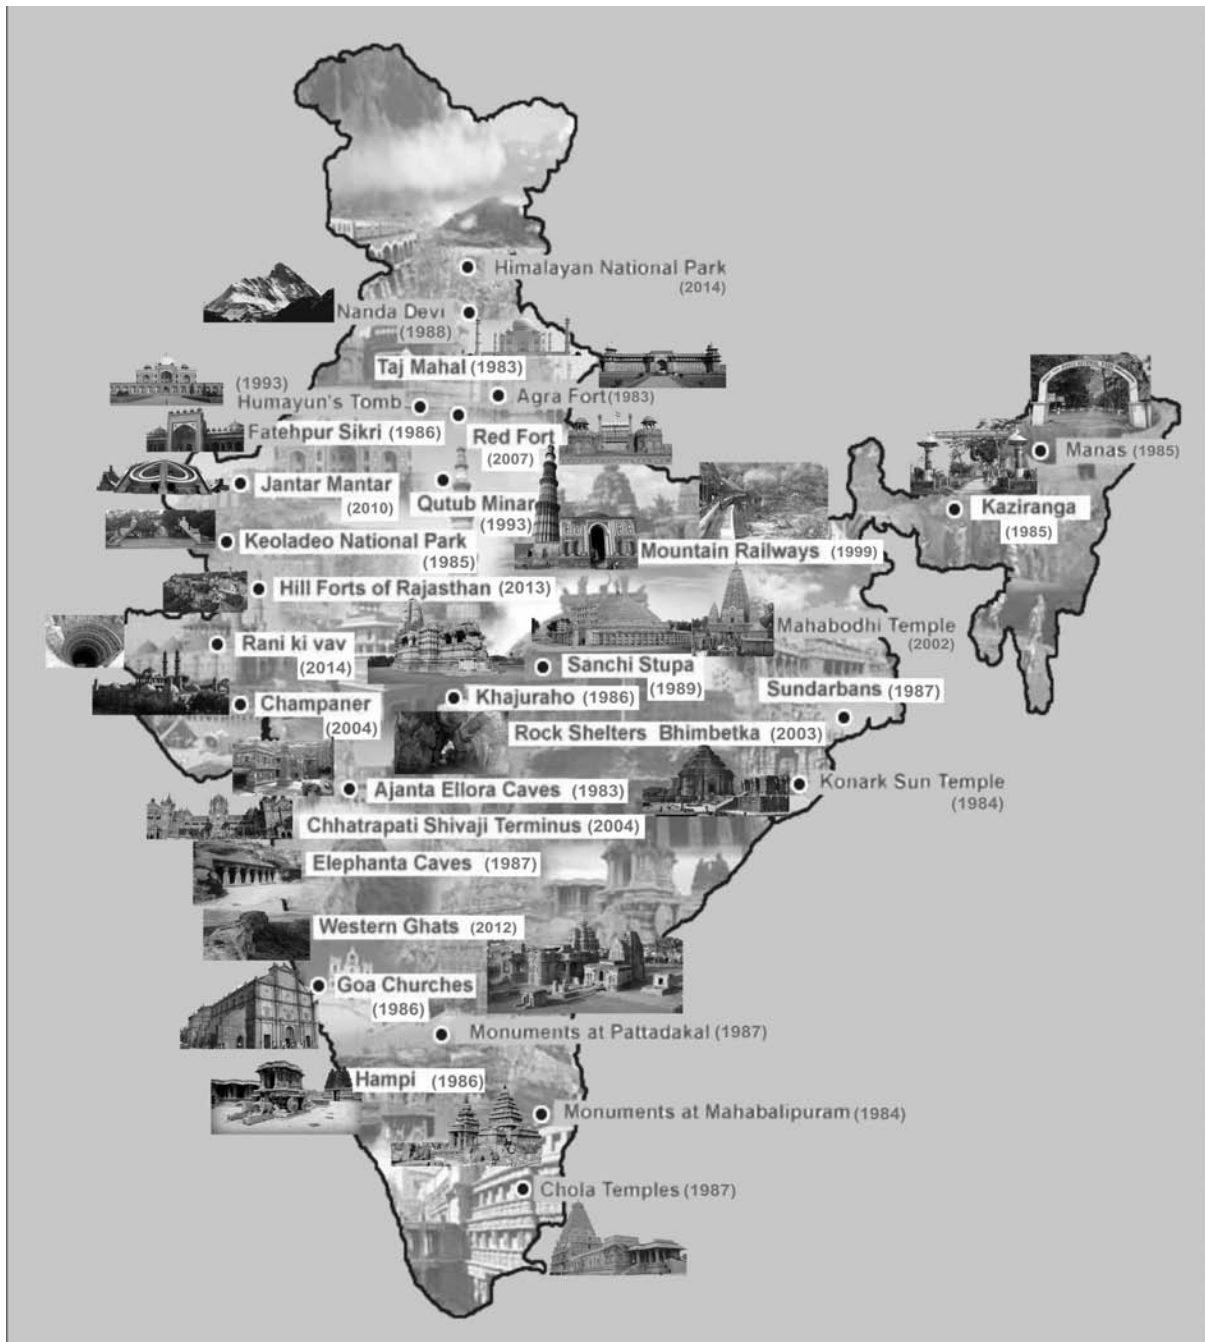 Himalayan National Park
(2014)
Nanda Devi
(1988)
Taj Mahal (1983)
(1993)
Humayun's Tomb
Agra Fort (1983)
Fatehpur Sikri (1986)
Red Fort
(2007)
Manas (1985)
Jantar Mantar
(2010)
Qutub Minar
(1993)
Kaziranga
(1985)
Keoladeo National Park
(1985)
Mountain Railways (1999)
Hill Forts of Rajasthan (2013)
Mahabodhi Temple
(2002)
Rani ki vav
(2014)
Sanchi Stupa
(1989)
Sundarbans (1987)
Champaner
(2004)
Khajuraho (1986)
Rock Shelters Bhimbetka (2003)
Konark Sun Temple
(1984)
Ajanta Ellora Caves (1983)
Chhatrapati Shivaji Terminus (2004)
Elephanta Caves (1987)
Western Ghats (2012)
Goa Churches
(1986)
Monuments at Pattadakal (1987)
Hampi (1986)
Monuments at Mahabalipuram (1984)
Chola Temples (1987)